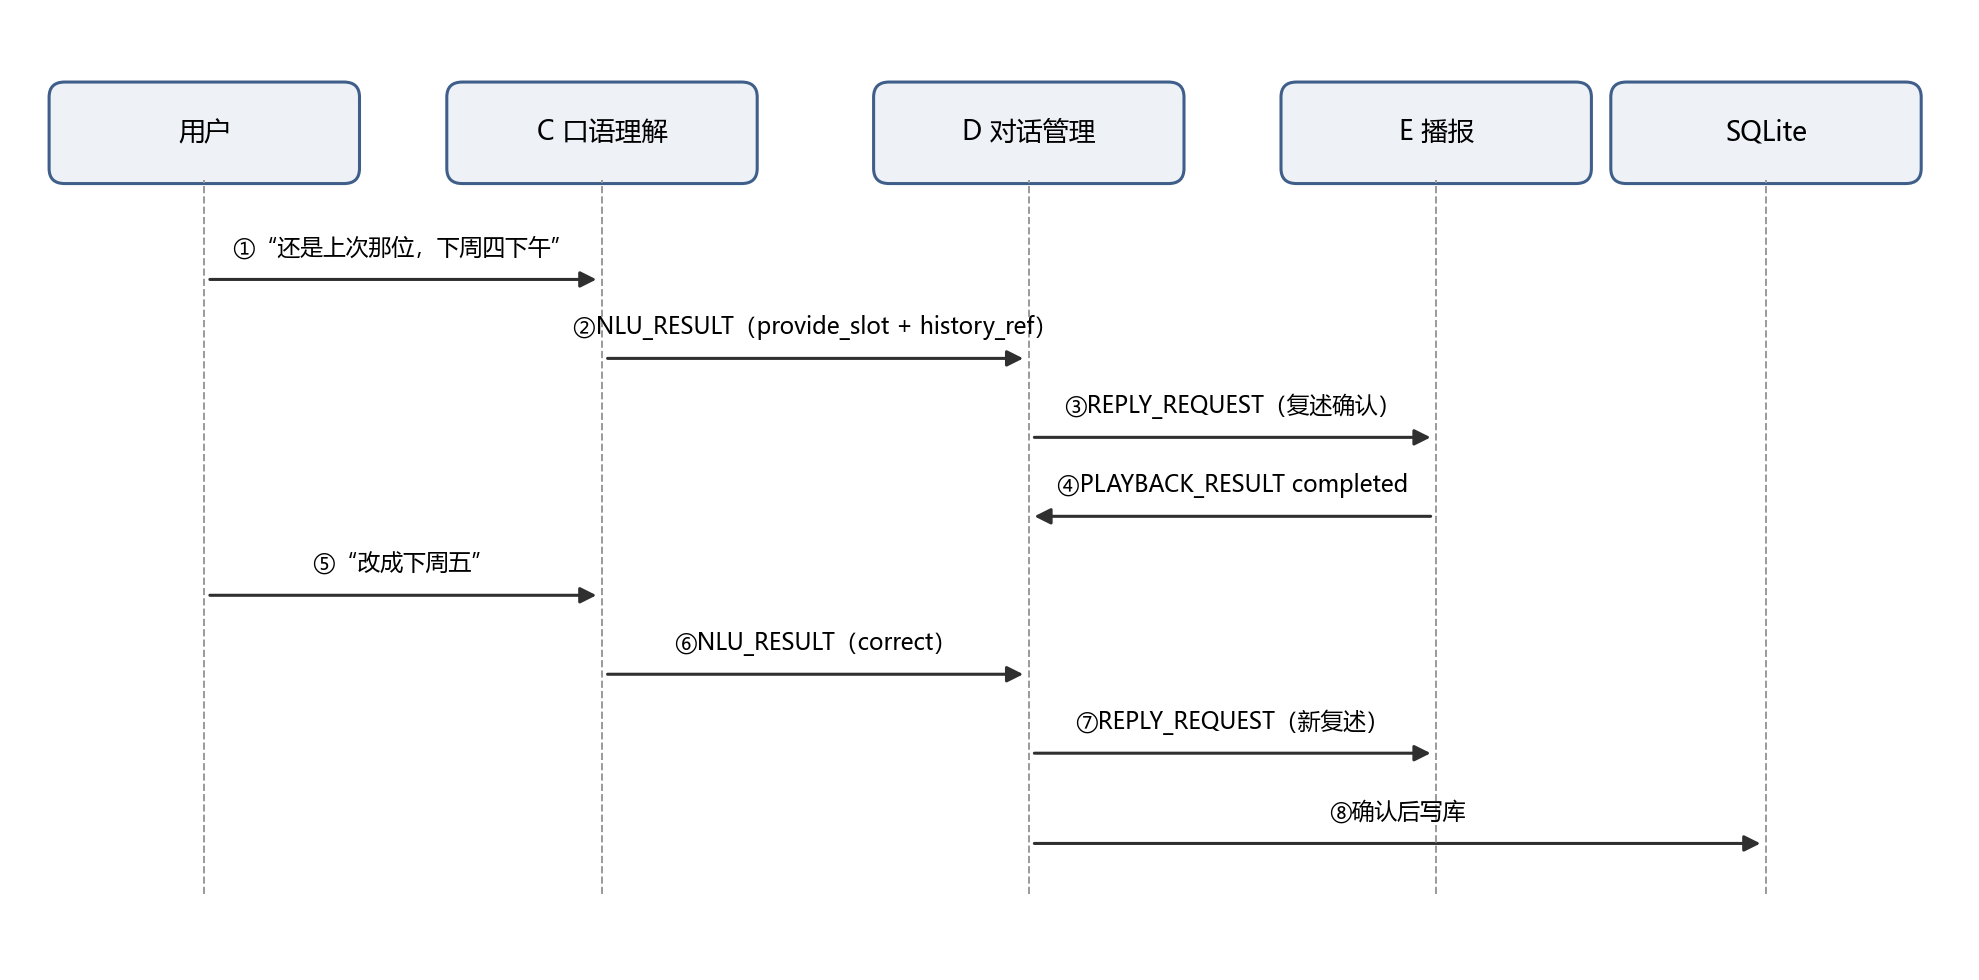 用户
C 口语理解
D 对话管理
E 播报
SQLite
①“还是上次那位，下周四下午”
②NLU_RESULT（provide_slot + history_ref）
③REPLY_REQUEST（复述确认）
④PLAYBACK_RESULT completed
⑤“改成下周五”
⑥NLU_RESULT（correct）
⑦REPLY_REQUEST（新复述）
⑧确认后写库